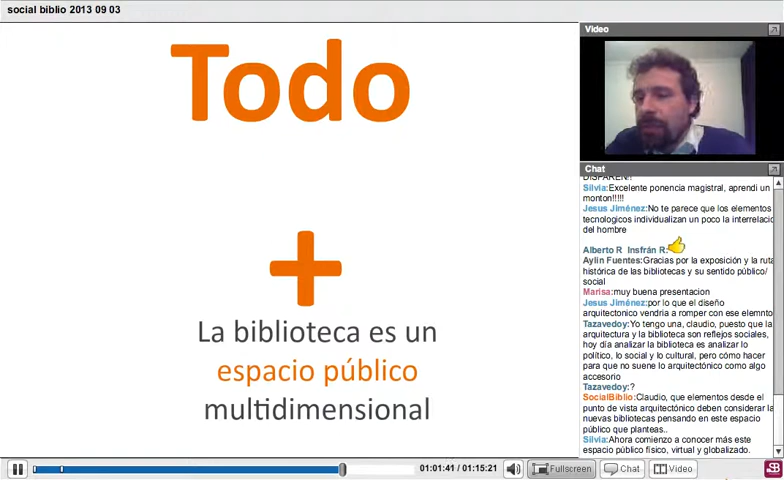 social biblio 2013 09 03
Todo
+
La biblioteca es un
espacio público
multidimensional
Video
Chat
DISPAREN!!
Silvia:Excelente ponencia magistral, aprendi un
monton!!!!!
Jesus Jiménez:No te parece que los elementos
tecnologicos individualizan un poco la interrelacio
del hombre
Alberto R Insfrán R:
Aylin Fuentes:Gracias por la exposición y la ruta
histórica de las bibliotecas y su sentido público/
social
Marisa:muy buena presentacion
Jesus Jiménez:por lo que el diseño
arquitectonico vendria a romper con ese elemnto
Tazavedoy:Yo tengo una, claudio, puesto que la
arquitectura y la biblioteca son reflejos sociales,
hoy día analizar la biblioteca es analizar lo
político, lo social y lo cultural, pero cómo hacer
para que no suene lo arquitectónico como algo
accesorio
Tazavedoy:?
SocialBiblio:Claudio, que elementos desde el
punto de vista arquitectónico deben considerar la
nuevas bibliotecas pensando en este espacio
público que planteas..
Silvia:Ahora comienzo a conocer más este
espacio público físico, virtual y globalizado.
01:01:41 / 01:15:21
Fullscreen
Chat
Video
SB